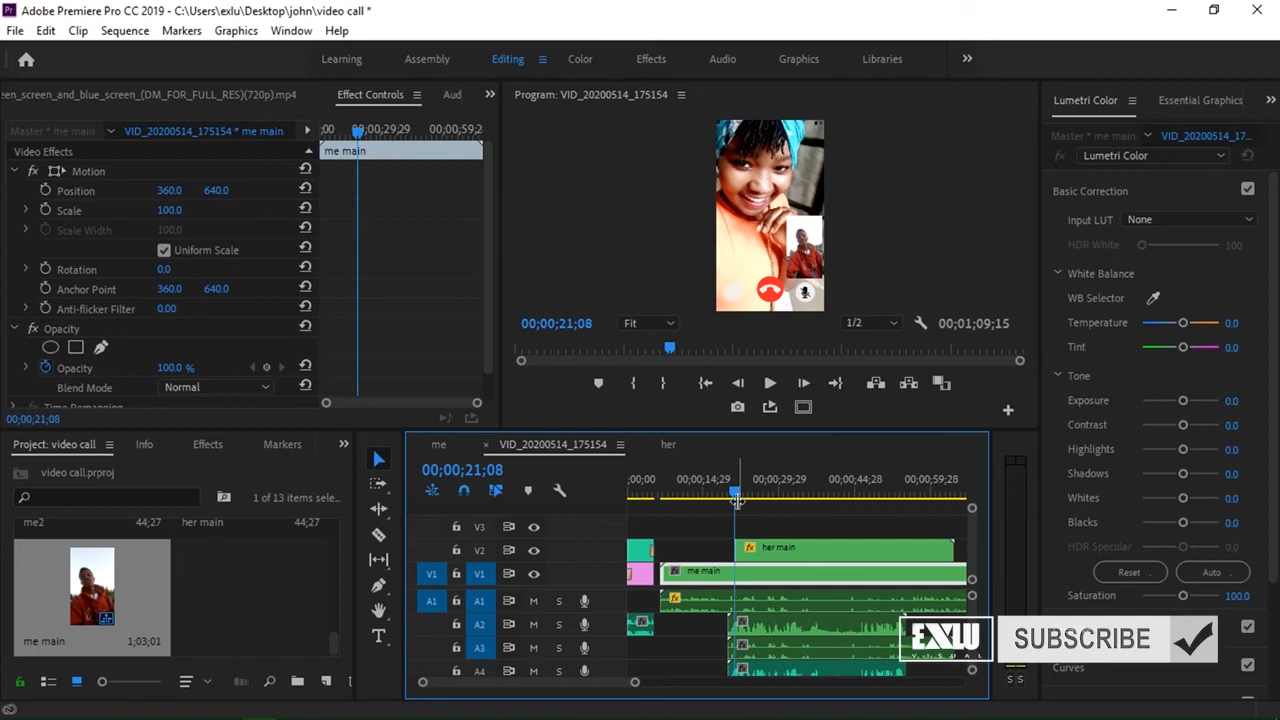 Adobe Premiere Pro CC 2019 - C:\Users\exlu\Desktop\john\video call *
File Edit Clip Sequence Markers Graphics Window Help
Learning Assembly Editing Color Effects Audio Graphics Libraries
een_screen_and_blue_screen_(DM_FOR_FULL_RES)(720p).mp4 Effect Controls Aud
Program: VID_20200514_175154
Lumetri Color Essential Graphics
Master * me main VID_20200514_175154 * me main
;00 00;00;29;29 00;00;59;2
Master * me main VID_20200514_17...
Video Effects
me main
fx Lumetri Color
fx Motion
Position 360.0 640.0
Scale 100.0
Scale Width 100.0
Uniform Scale
Rotation 0.0
Anchor Point 360.0 640.0
Anti-flicker Filter 0.00
fx Opacity
Opacity 100.0 %
Blend Mode Normal
Time Remapping
00;00;21;08
00;00;21;08 Fit 1/2 00;01;09;15
Basic Correction
Input LUT None
HDR White 100
White Balance
WB Selector
Temperature 0.0
Tint 0.0
Tone
Exposure 0.0
Contrast 0.0
Highlights 0.0
Shadows 0.0
Whites 0.0
Blacks 0.0
HDR Specular 0.0
Reset Auto
Saturation 100.0
Curves
Project: video call Info Effects Markers
video call.prproj
1 of 13 items sele...
me2 44;27 her main 44;27
me main 1:03;01
me VID_20200514_175154 her
00;00;21;08
;00;00 00;00;14;29 00;00;29;29 00;00;44;28 00;00;59;28
V3
V2 fx her main
V1 V1 fx me main
A1 A1 M S fx
A2 M S
A3 M S
A4 M S
S S
EXLU
VISUAL
SUBSCRIBE